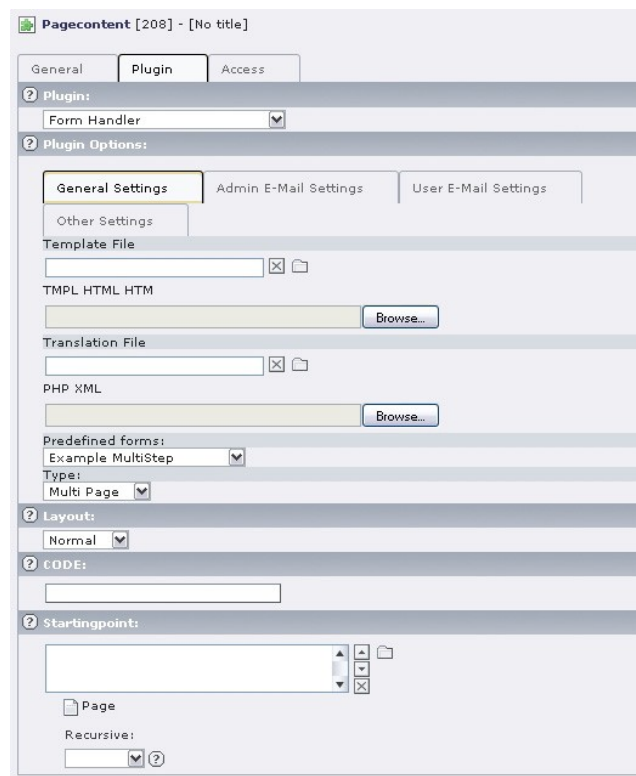 Pagecontent [208] - [No title]
General Plugin Access
? Plugin:
Form Handler
? Plugin Options:
General Settings Admin E-Mail Settings User E-Mail Settings
Other Settings
Template File
TMPL HTML HTM
Browse...
Translation File
PHP XML
Browse...
Predefined forms:
Example MultiStep
Type:
Multi Page
? Layout:
Normal
? CODE:
? Startingpoint:
Page
Recursive:
?